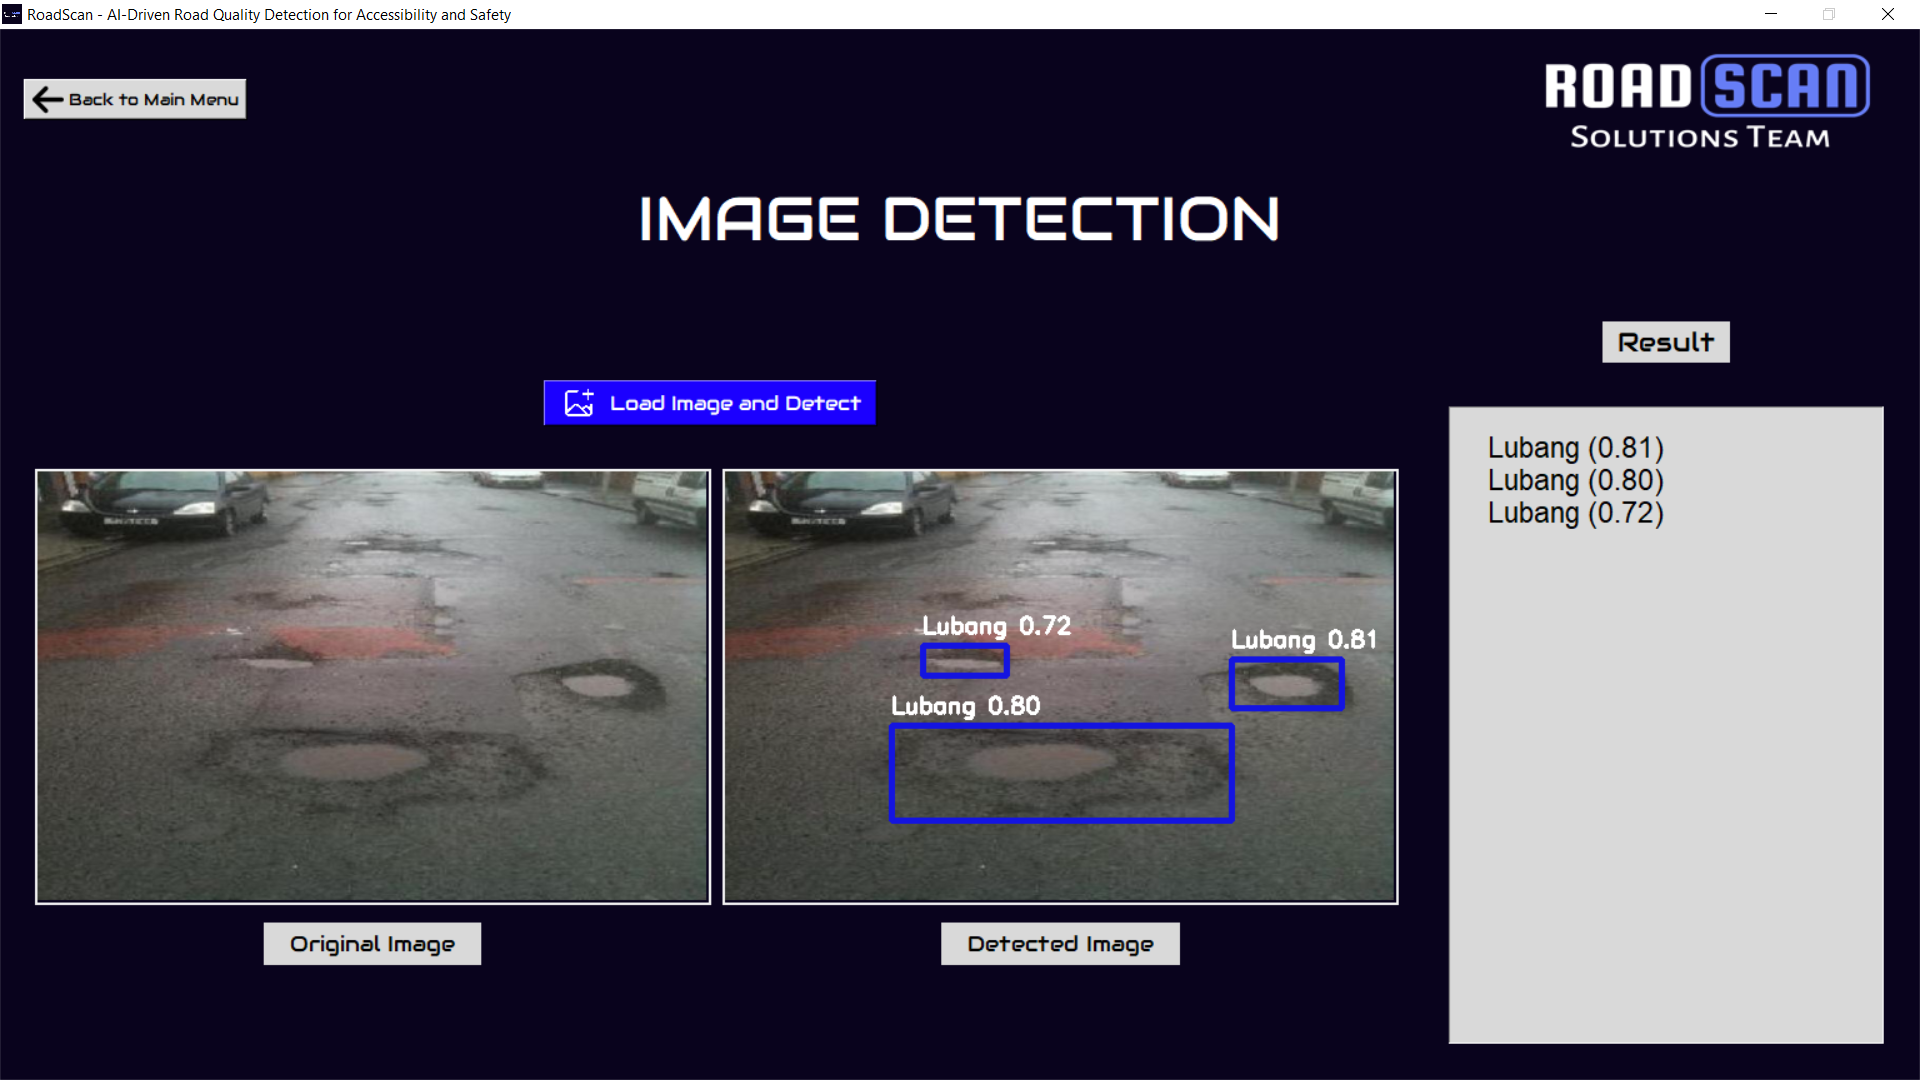 RoadScan - AI-Driven Road Quality Detection for Accessibility and Safety
Back to Main Menu
ROAD SCAN
SOLUTIONS TEAM
IMAGE DETECTION
Result
Load Image and Detect
Lubang (0.81)
Lubang (0.80)
Lubang (0.72)
Lubang 0.72
Lubang 0.81
Lubang 0.80
Original Image
Detected Image